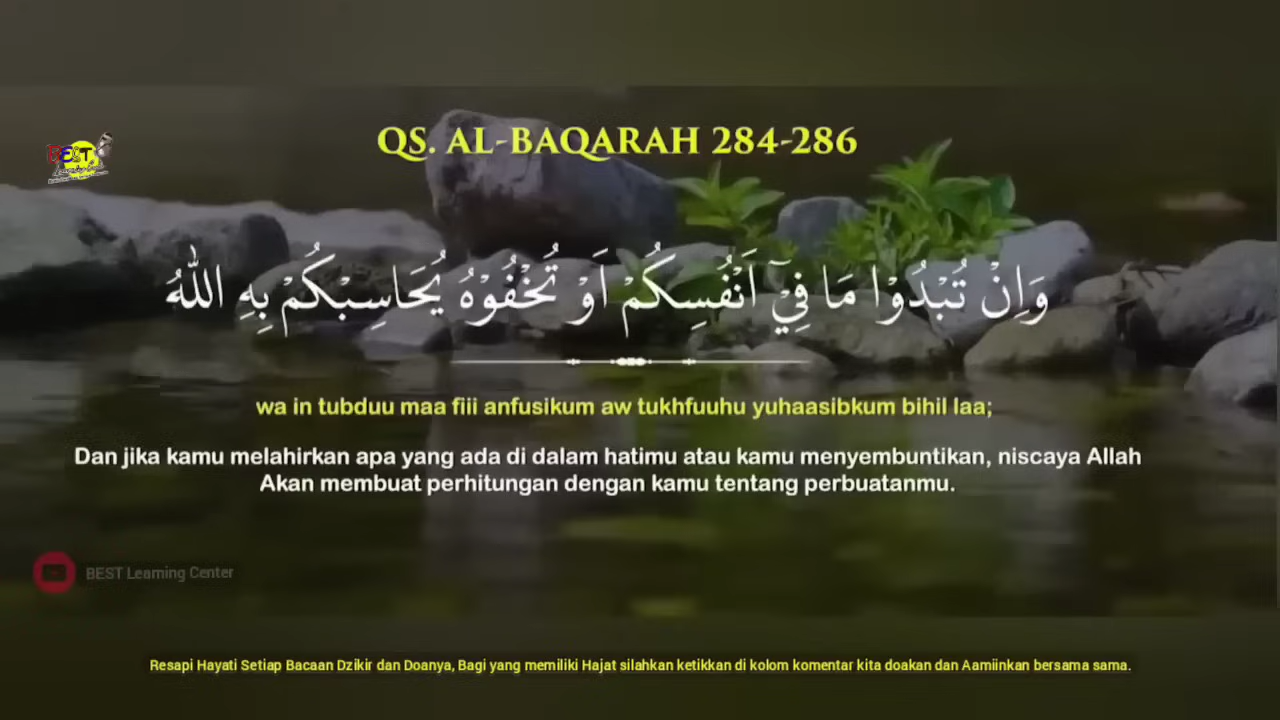 BEST
QS. AL-BAQARAH 284-286
وَاِنْ تُبْدُوْا مَا فِيْٓ اَنْفُسِكُمْ اَوْ تُخْفُوْهُ يُحَاسِبْكُمْ بِهِ اللّٰهُ
wa in tubduu maa fiii anfusikum aw tukhfuuhu yuhaasibkum bihil laa;
Dan jika kamu melahirkan apa yang ada di dalam hatimu atau kamu menyembuntikan, niscaya Allah
Akan membuat perhitungan dengan kamu tentang perbuatanmu.
BEST Learning Center
Resapi Hayati Setiap Bacaan Dzikir dan Doanya, Bagi yang memiliki Hajat silahkan ketikkan di kolom komentar kita doakan dan Aamiinkan bersama sama.